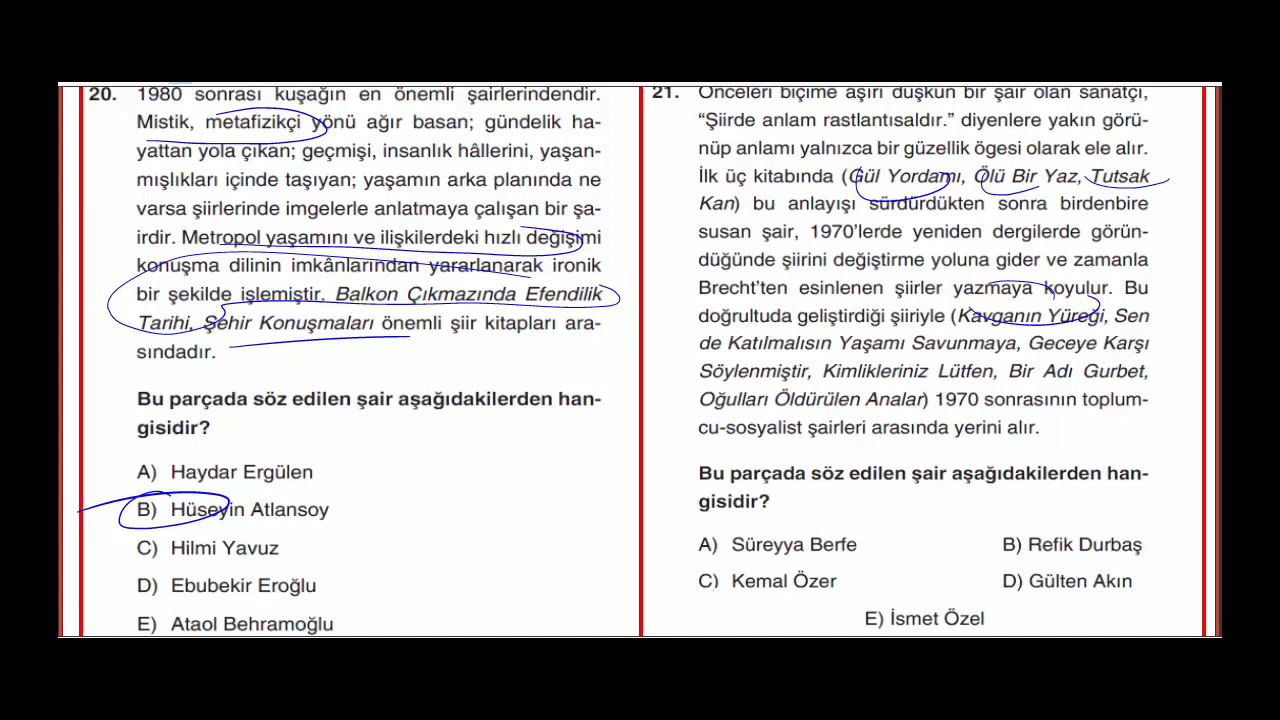 20. 1980 sonrası kuşağın en önemli şairlerindendir.
Mistik, metafizikçi yönü ağır basan; gündelik ha-
yattan yola çıkan; geçmişi, insanlık hâllerini, yaşan-
mışlıkları içinde taşıyan; yaşamın arka planında ne
varsa şiirlerinde imgelerle anlatmaya çalışan bir şa-
irdir. Metropol yaşamını ve ilişkilerdeki hızlı değişimi
konuşma dilinin imkânlarından yararlanarak ironik
bir şekilde işlemiştir. Balkon Çıkmazında Efendilik
Tarihi, Şehir Konuşmaları önemli şiir kitapları ara-
sındadır.
Bu parçada söz edilen şair aşağıdakilerden han-
gisidir?
A) Haydar Ergülen
B) Hüseyin Atlansoy
C) Hilmi Yavuz
D) Ebubekir Eroğlu
E) Ataol Behramoğlu
21. Önceleri biçime aşırı düşkün bir şair olan sanatçı,
“Şiirde anlam rastlantısaldır.” diyenlere yakın görü-
nüp anlamı yalnızca bir güzellik ögesi olarak ele alır.
İlk üç kitabında (Gül Yordamı, Ölü Bir Yaz, Tutsak
Kan) bu anlayışı sürdürdükten sonra birdenbire
susan şair, 1970’lerde yeniden dergilerde görün-
düğünde şiirini değiştirme yoluna gider ve zamanla
Brecht’ten esinlenen şiirler yazmaya koyulur. Bu
doğrultuda geliştirdiği şiiriyle (Kavganın Yüreği, Sen
de Katılmalısın Yaşamı Savunmaya, Geceye Karşı
Söylenmiştir, Kimlikleriniz Lütfen, Bir Adı Gurbet,
Oğulları Öldürülen Analar) 1970 sonrasının toplum-
cu-sosyalist şairleri arasında yerini alır.
Bu parçada söz edilen şair aşağıdakilerden han-
gisidir?
A) Süreyya Berfe B) Refik Durbaş
C) Kemal Özer D) Gülten Akın
E) İsmet Özel